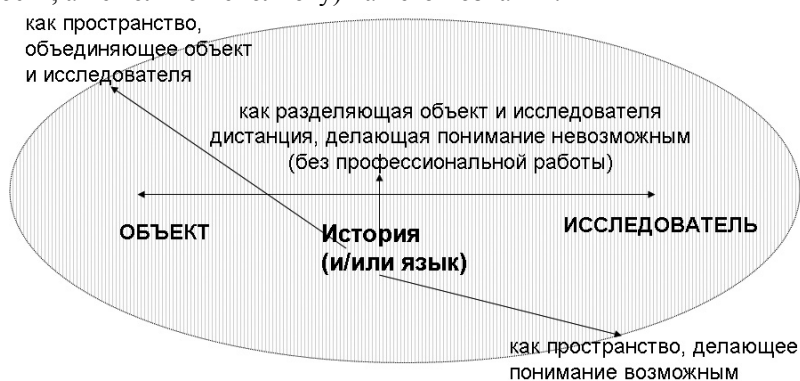 как пространство,
объединяющее объект
и исследователя
как разделяющая объект и исследователя
дистанция, делающая понимание невозможным
(без профессиональной работы)
ОБЪЕКТ
История
(и/или язык)
ИССЛЕДОВАТЕЛЬ
как пространство, делающее
понимание возможным